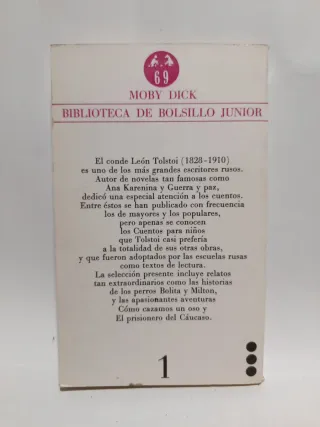 69
MOBY DICK
BIBLIOTECA DE BOLSILLO JUNIOR
El conde León Tolstoi (1828-1910)
es uno de los más grandes escritores rusos.
Autor de novelas tan famosas como
Ana Karenina y Guerra y paz,
dedicó una especial atención a los cuentos.
Entre éstos se han publicado con frecuencia
los de mayores y los populares,
pero apenas se conocen
los Cuentos para niños
que Tolstoi casi prefería
a la totalidad de sus otras obras,
y que fueron adoptados por las escuelas rusas
como textos de lectura.
La selección presente incluye relatos
tan extraordinarios como las historias
de los perros Bolita y Milton,
y las apasionantes aventuras
Cómo cazamos un oso y
El prisionero del Cáucaso.
1